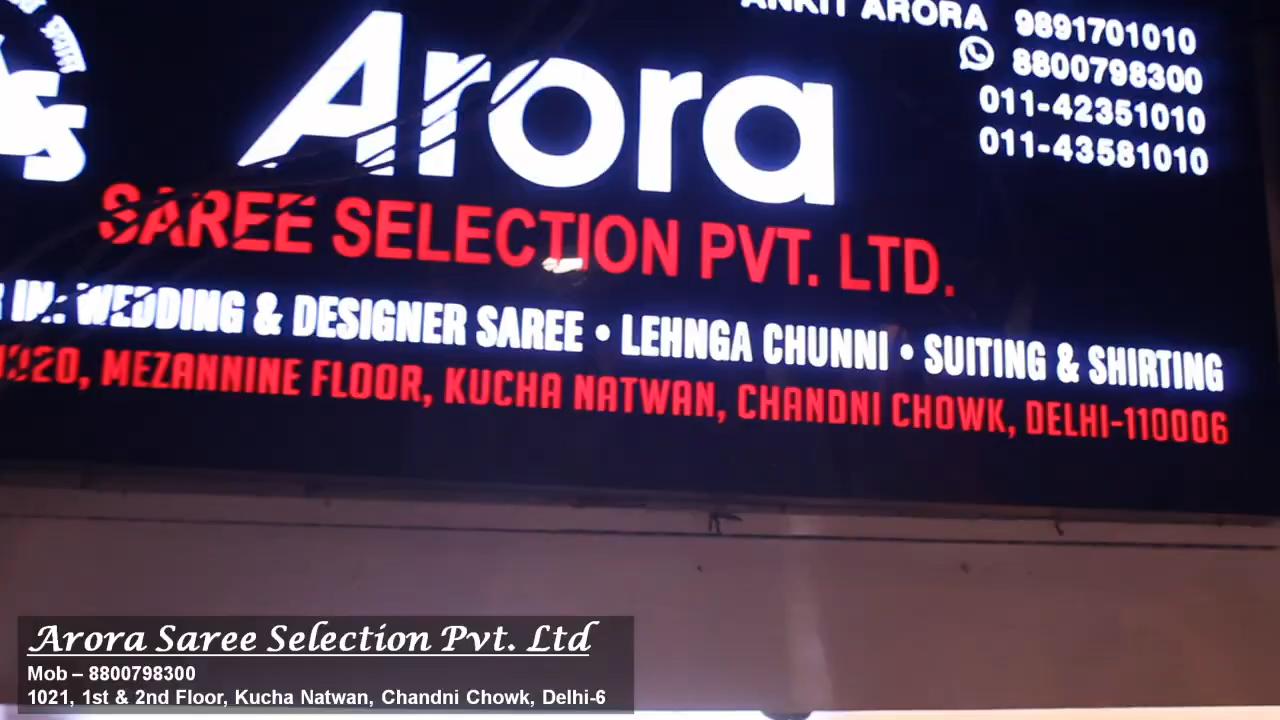 ANKIT ARORA 9891701010
8800798300
011-42351010
011-43581010
Arora
SAREE SELECTION PVT. LTD.
IN: WEDDING & DESIGNER SAREE • LEHNGA CHUNNI • SUITING & SHIRTING
MEZANNINE FLOOR, KUCHA NATWAN, CHANDNI CHOWK, DELHI-110006
Arora Saree Selection Pvt. Ltd
Mob – 8800798300
1021, 1st & 2nd Floor, Kucha Natwan, Chandni Chowk, Delhi-6